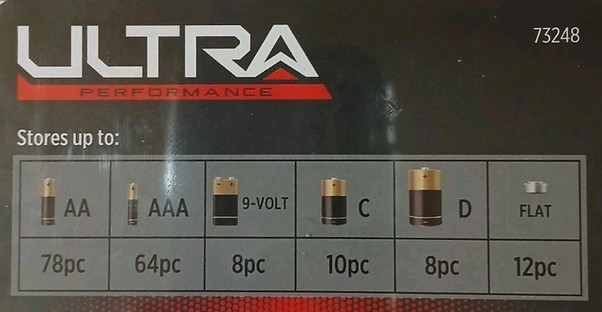 ULTRA
73248
PERFORMANCE
Stores up to:
AA AAA 9-VOLT C D FLAT
78pc 64pc 8pc 10pc 8pc 12pc